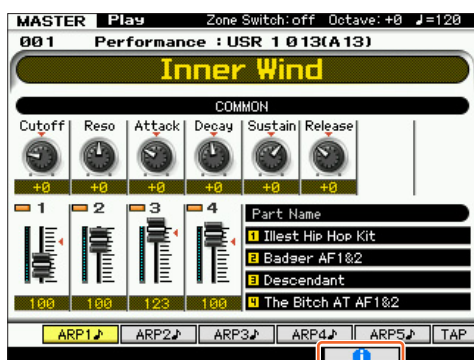 MASTER Play Zone Switch:off Octave:+0 ♩=120
001 Performance :USR 1 013(A13)
Inner Wind
COMMON
Cutoff Reso Attack Decay Sustain Release
+0 +0 +0 +0 +0 +0
1 2 3 4 Part Name
1 Illest Hip Hop Kit
2 Badser AF1&2
3 Descendant
4 The Bitch AT AF1&2
100 100 123 100
ARP1♪ ARP2♪ ARP3♪ ARP4♪ ARP5♪ TAP
i